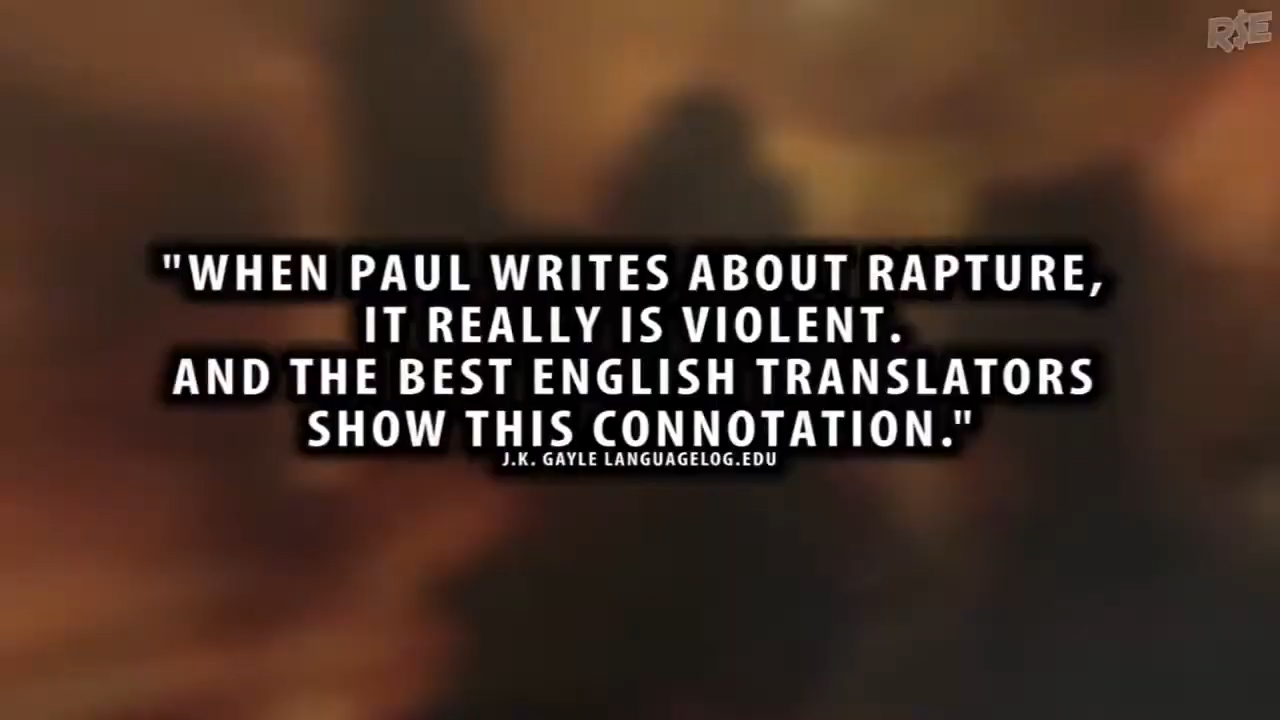 R$E
"WHEN PAUL WRITES ABOUT RAPTURE,
IT REALLY IS VIOLENT.
AND THE BEST ENGLISH TRANSLATORS
SHOW THIS CONNOTATION."
J.K. GAYLE LANGUAGELOG.EDU